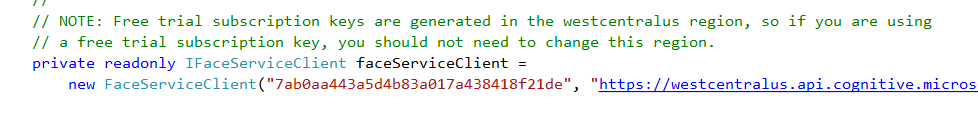 //
// NOTE: Free trial subscription keys are generated in the westcentralus region, so if you are using
// a free trial subscription key, you should not need to change this region.
private readonly IFaceServiceClient faceServiceClient =
new FaceServiceClient("7ab0aa443a5d4b83a017a438418f21de", "https://westcentralus.api.cognitive.micros